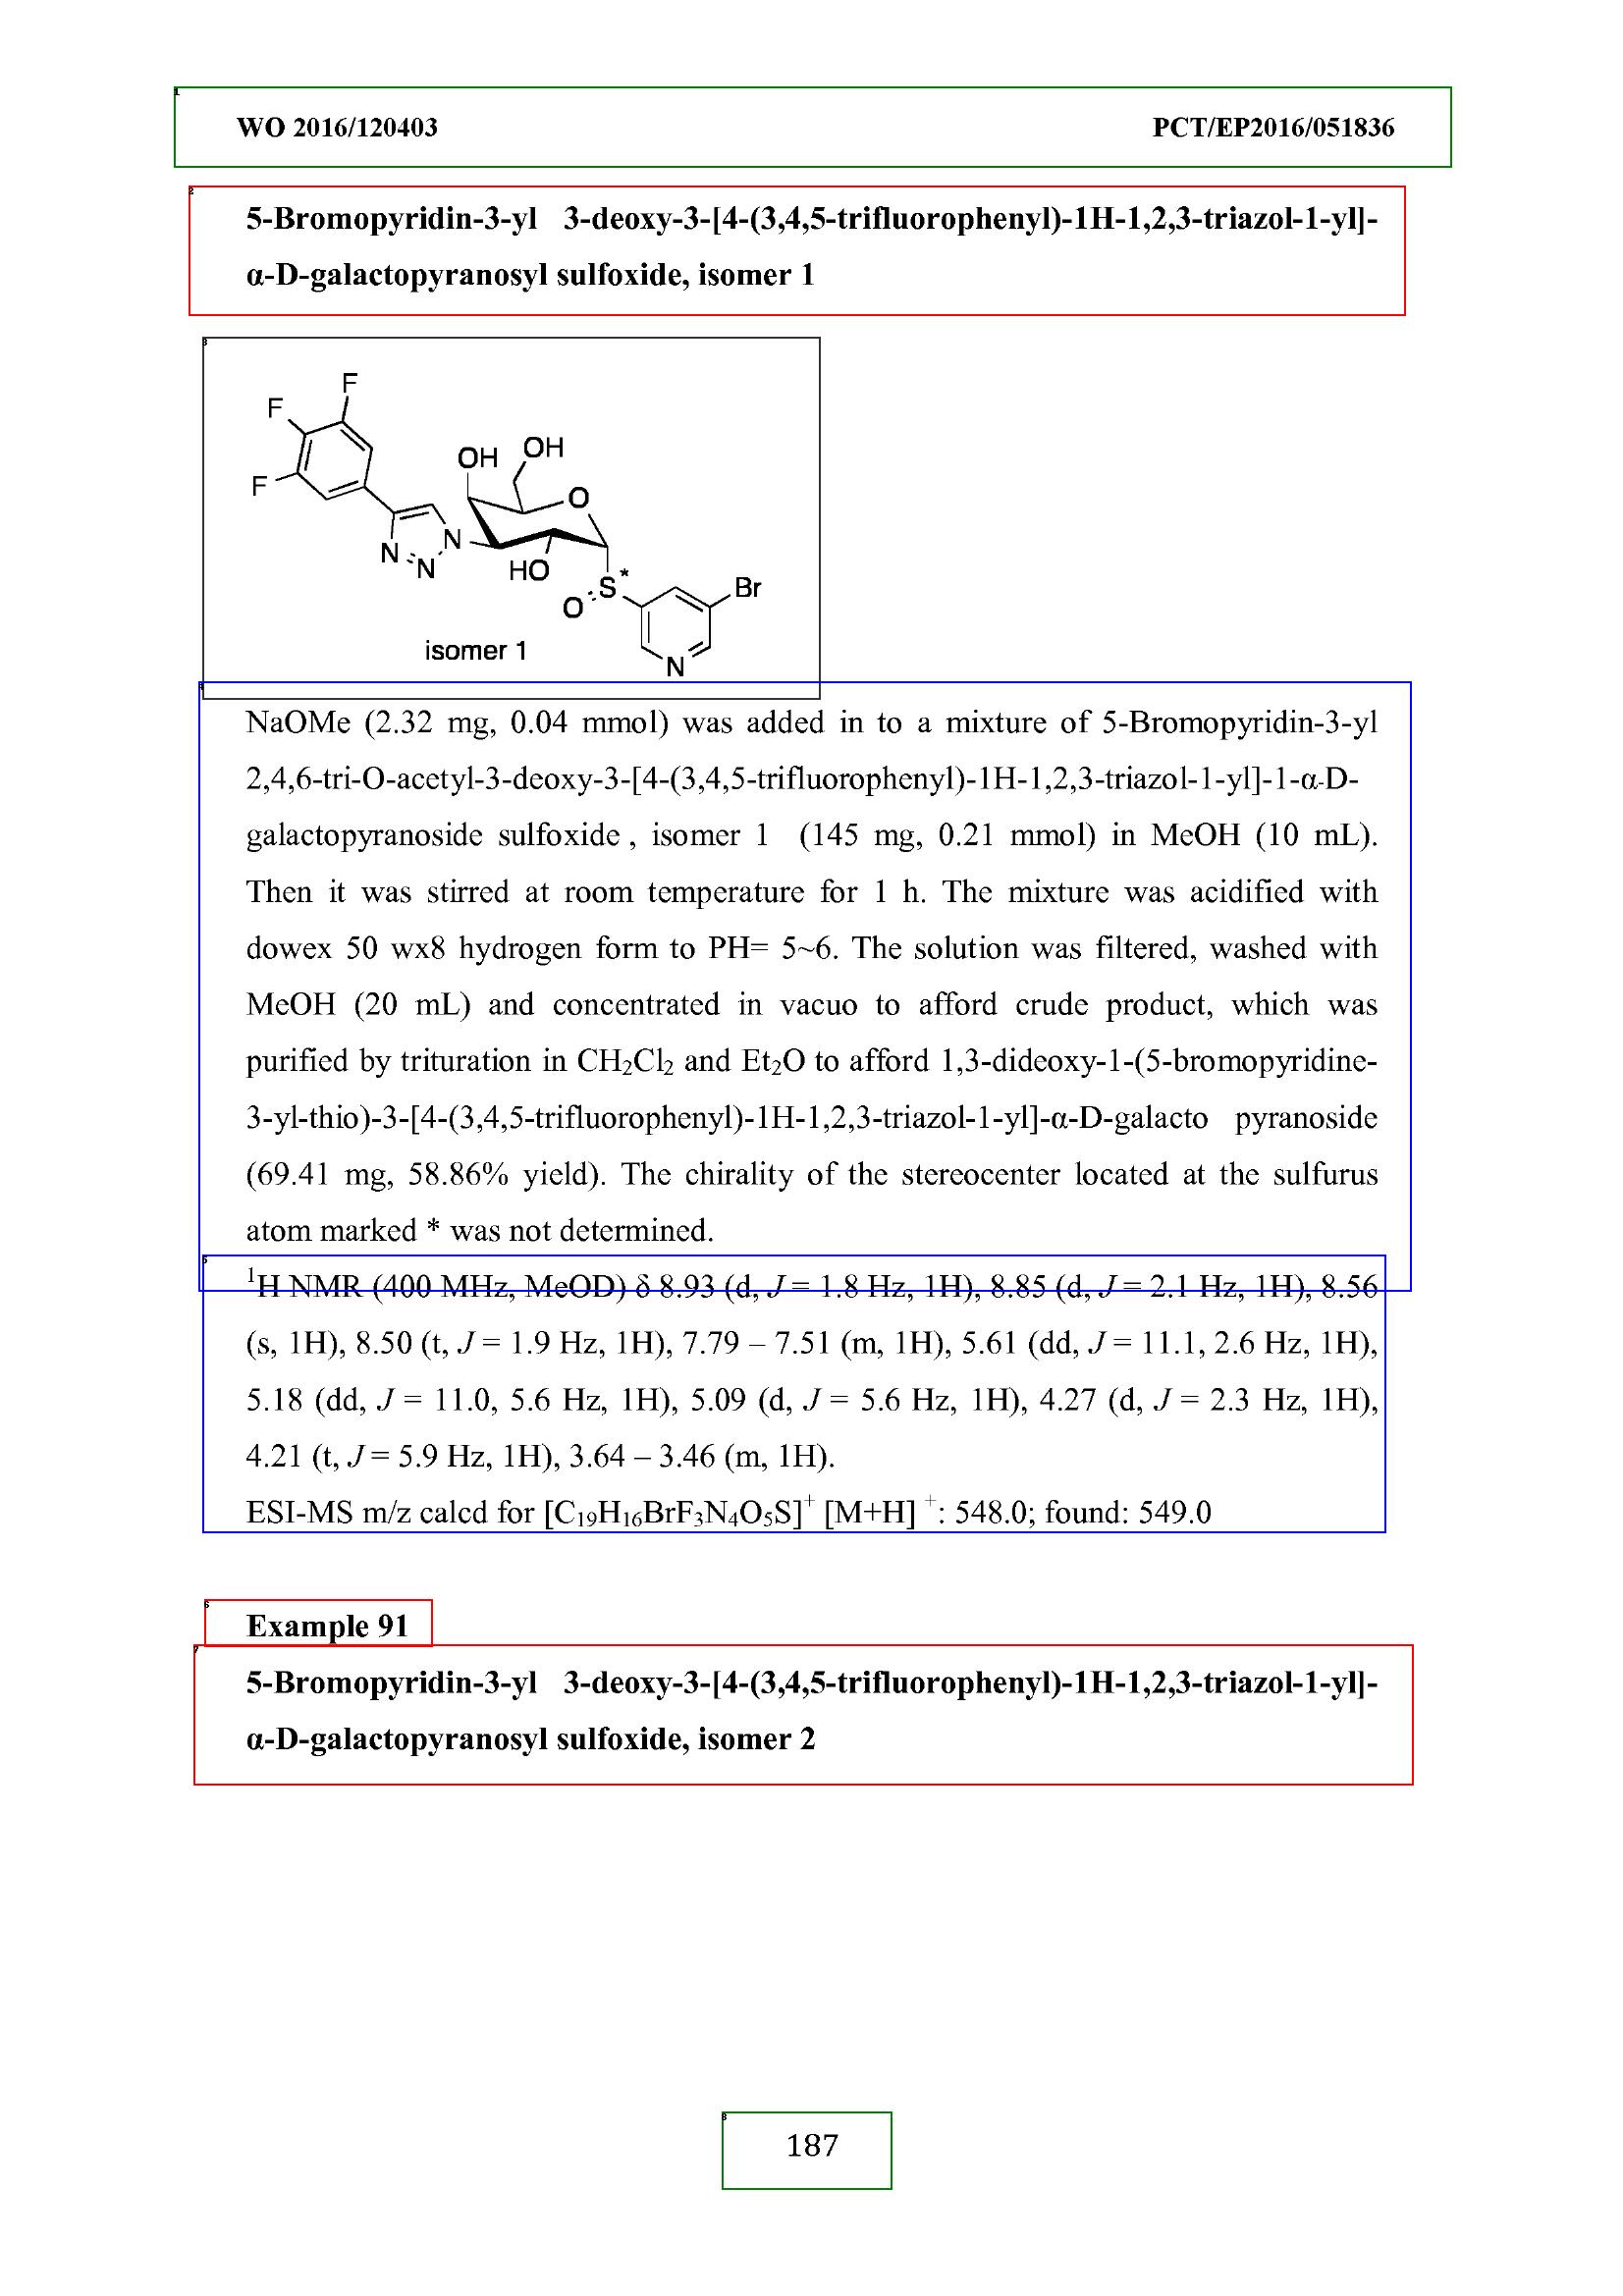 WO 2016/120403 PCT/EP2016/051836
5-Bromopyridin-3-yl 3-deoxy-3-[4-(3,4,5-trifluorophenyl)-1H-1,2,3-triazol-1-yl]-
α-D-galactopyranosyl sulfoxide, isomer 1
F
F
F
OH
OH
O
N
N
N
HO
S*
O
Br
N
isomer 1
NaOMe (2.32 mg, 0.04 mmol) was added in to a mixture of 5-Bromopyridin-3-yl
2,4,6-tri-O-acetyl-3-deoxy-3-[4-(3,4,5-trifluorophenyl)-1H-1,2,3-triazol-1-yl]-1-α-D-
galactopyranoside sulfoxide , isomer 1 (145 mg, 0.21 mmol) in MeOH (10 mL).
Then it was stirred at room temperature for 1 h. The mixture was acidified with
dowex 50 wx8 hydrogen form to PH= 5~6. The solution was filtered, washed with
MeOH (20 mL) and concentrated in vacuo to afford crude product, which was
purified by trituration in CH₂Cl₂ and Et₂O to afford 1,3-dideoxy-1-(5-bromopyridine-
3-yl-thio)-3-[4-(3,4,5-trifluorophenyl)-1H-1,2,3-triazol-1-yl]-α-D-galacto pyranoside
(69.41 mg, 58.86% yield). The chirality of the stereocenter located at the sulfurus
atom marked * was not determined.
¹H NMR (400 MHz, MeOD) δ 8.93 (d, J = 1.8 Hz, 1H), 8.85 (d, J = 2.1 Hz, 1H), 8.56
(s, 1H), 8.50 (t, J = 1.9 Hz, 1H), 7.79 – 7.51 (m, 1H), 5.61 (dd, J = 11.1, 2.6 Hz, 1H),
5.18 (dd, J = 11.0, 5.6 Hz, 1H), 5.09 (d, J = 5.6 Hz, 1H), 4.27 (d, J = 2.3 Hz, 1H),
4.21 (t, J = 5.9 Hz, 1H), 3.64 – 3.46 (m, 1H).
ESI-MS m/z calcd for [C₁₉H₁₆BrF₃N₄O₅S]⁺ [M+H] ⁺: 548.0; found: 549.0
Example 91
5-Bromopyridin-3-yl 3-deoxy-3-[4-(3,4,5-trifluorophenyl)-1H-1,2,3-triazol-1-yl]-
α-D-galactopyranosyl sulfoxide, isomer 2
187